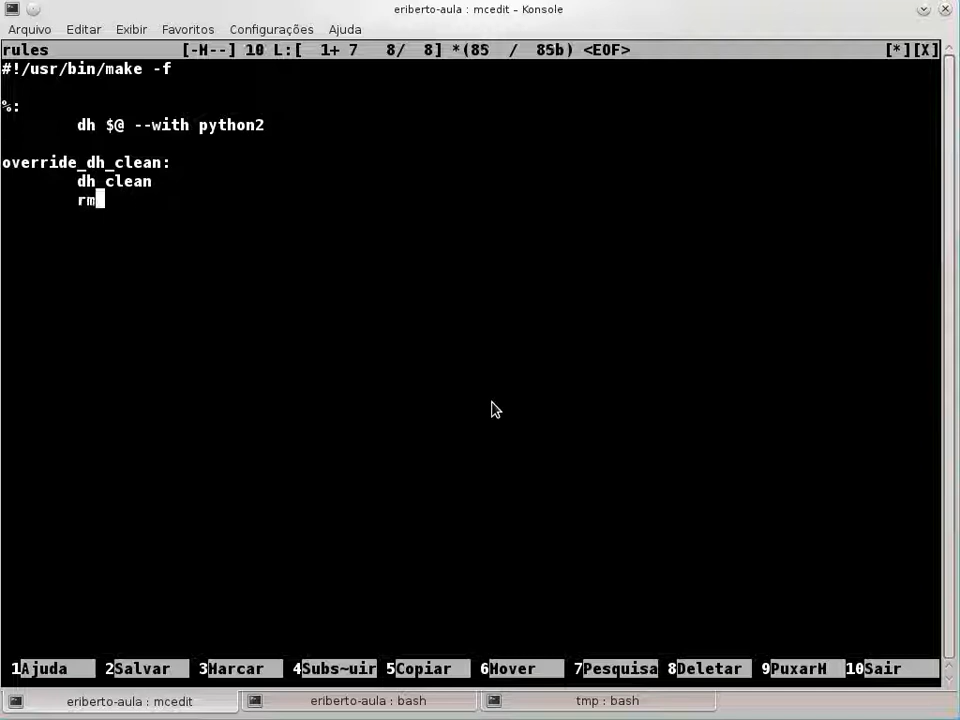 eriberto-aula : mcedit – Konsole
Arquivo Editar Exibir Favoritos Configurações Ajuda
rules [-H--] 10 L:[ 1+ 7 8/ 8] *(85 / 85b) <EOF> [*][X]
#!/usr/bin/make -f
%:
dh $@ --with python2
override_dh_clean:
dh_clean
rm
1Ajuda 2Salvar 3Marcar 4Subs~uir 5Copiar 6Mover 7Pesquisa 8Deletar 9PuxarM 10Sair
eriberto-aula : mcedit eriberto-aula : bash tmp : bash